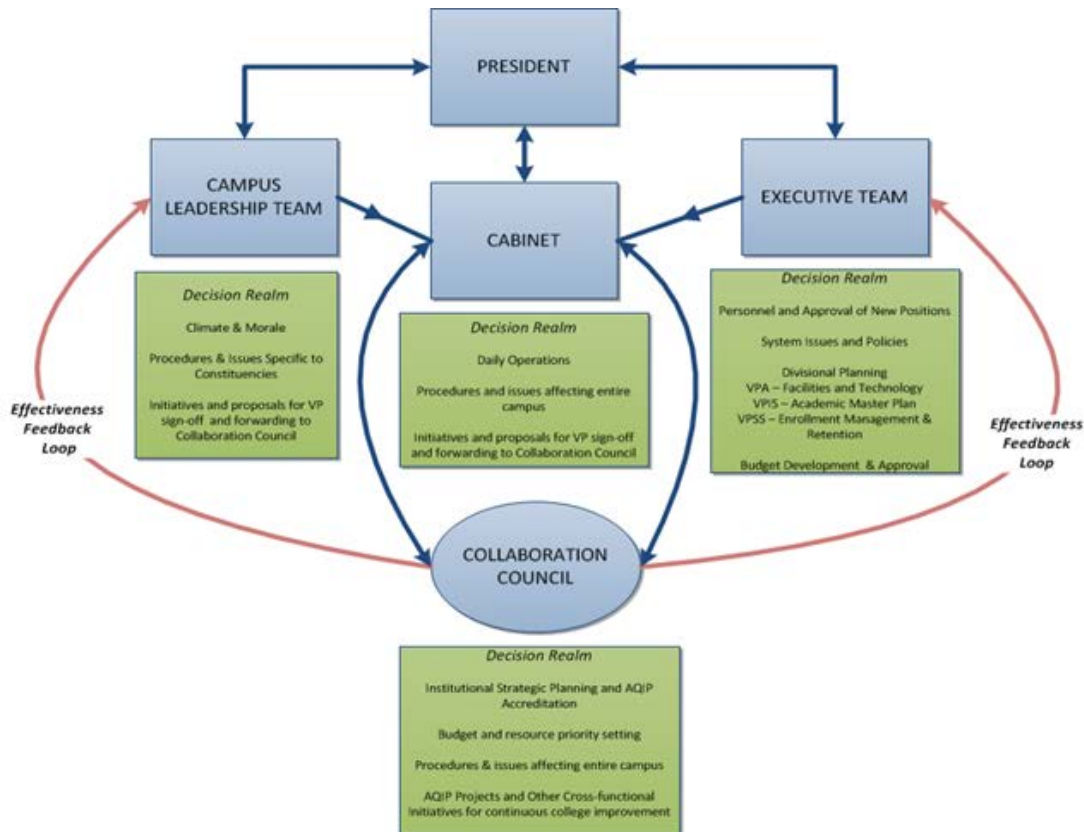 PRESIDENT
CAMPUS
LEADERSHIP TEAM
CABINET
EXECUTIVE TEAM
Decision Realm
Climate & Morale
Procedures & Issues Specific to
Constituencies
Initiatives and proposals for VP
sign-off and forwarding to
Collaboration Council
Decision Realm
Daily Operations
Procedures and issues affecting entire
campus
Initiatives and proposals for VP sign-off
and forwarding to Collaboration Council
Decision Realm
Personnel and Approval of New Positions
System Issues and Policies
Divisional Planning
VPA – Facilities and Technology
VPIS – Academic Master Plan
VPSS – Enrollment Management &
Retention
Budget Development & Approval
Effectiveness
Feedback
Loop
Effectiveness
Feedback
Loop
COLLABORATION
COUNCIL
Decision Realm
Institutional Strategic Planning and AQIP
Accreditation
Budget and resource priority setting
Procedures & issues affecting entire campus
AQIP Projects and Other Cross-functional
Initiatives for continuous college improvement